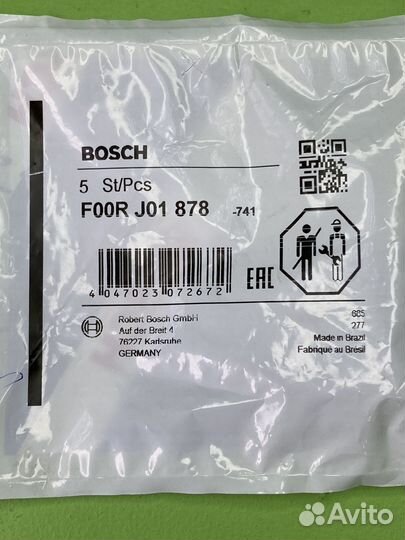 BOSCH
5 St/Pcs
F00R J01 878 -741
4 047023 072672
EAC
Robert Bosch GmbH
Auf der Breit 4
76227 Karlsruhe
GERMANY
685
277
Made in Brazil
Fabriqué au Brésil
Avito